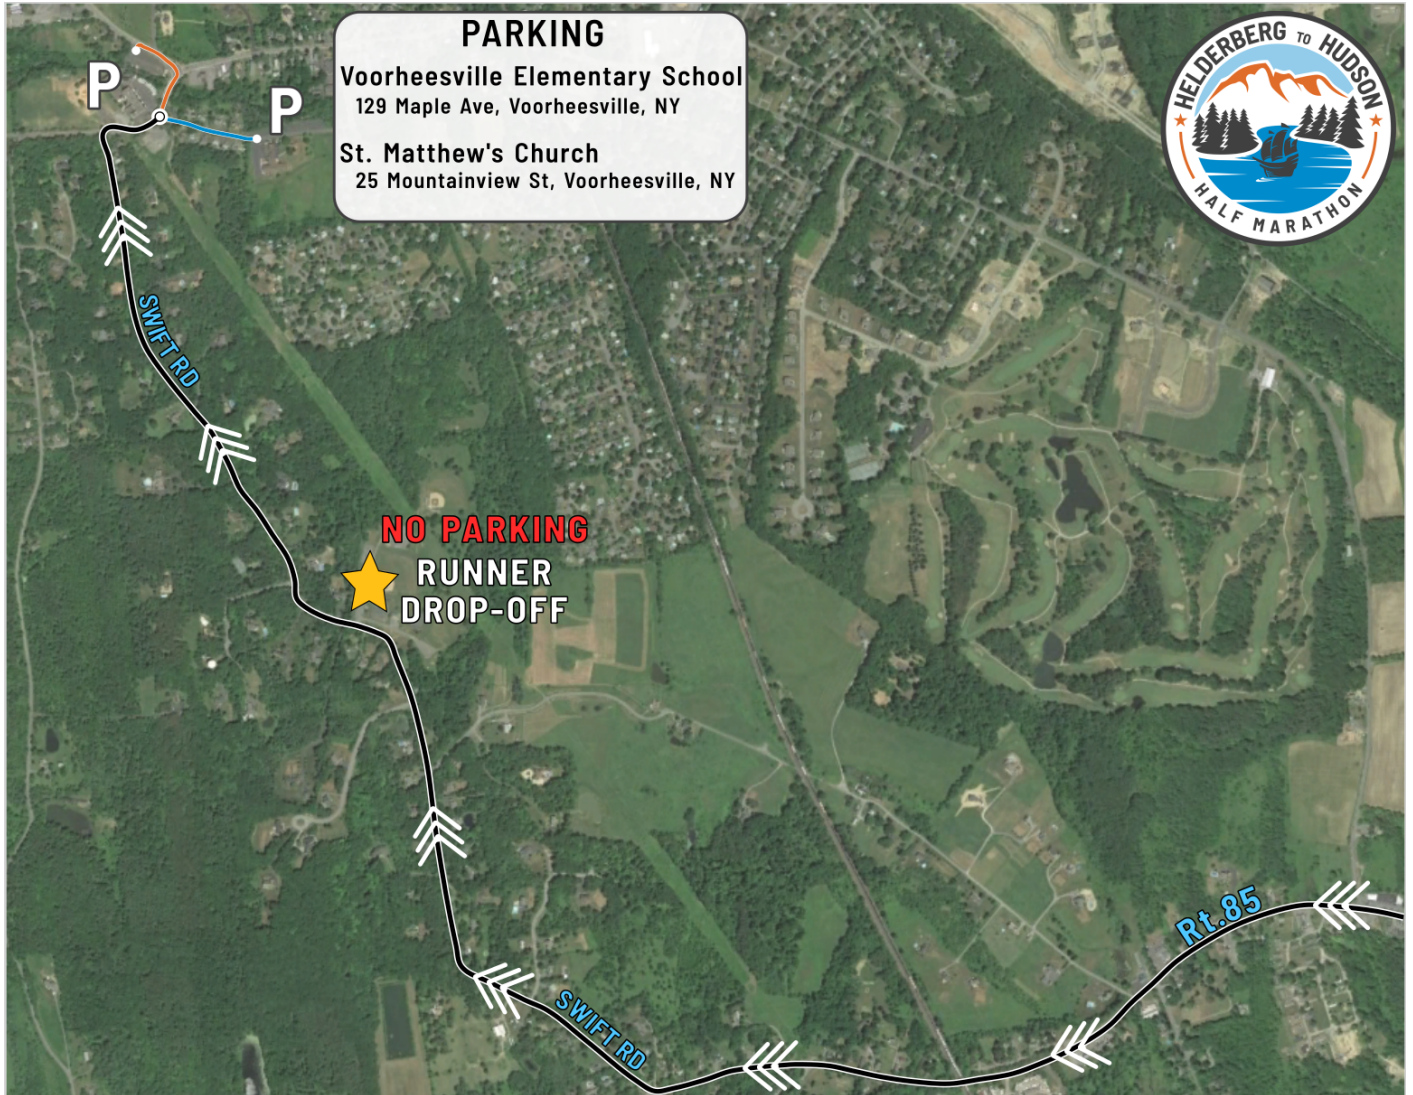 PARKING
Voorheesville Elementary School
129 Maple Ave, Voorheesville, NY
St. Matthew's Church
25 Mountainview St, Voorheesville, NY
HELDERBERG TO HUDSON
HALF MARATHON
P
P
SWIFT RD
NO PARKING
RUNNER
DROP-OFF
Rt.85
SWIFT RD